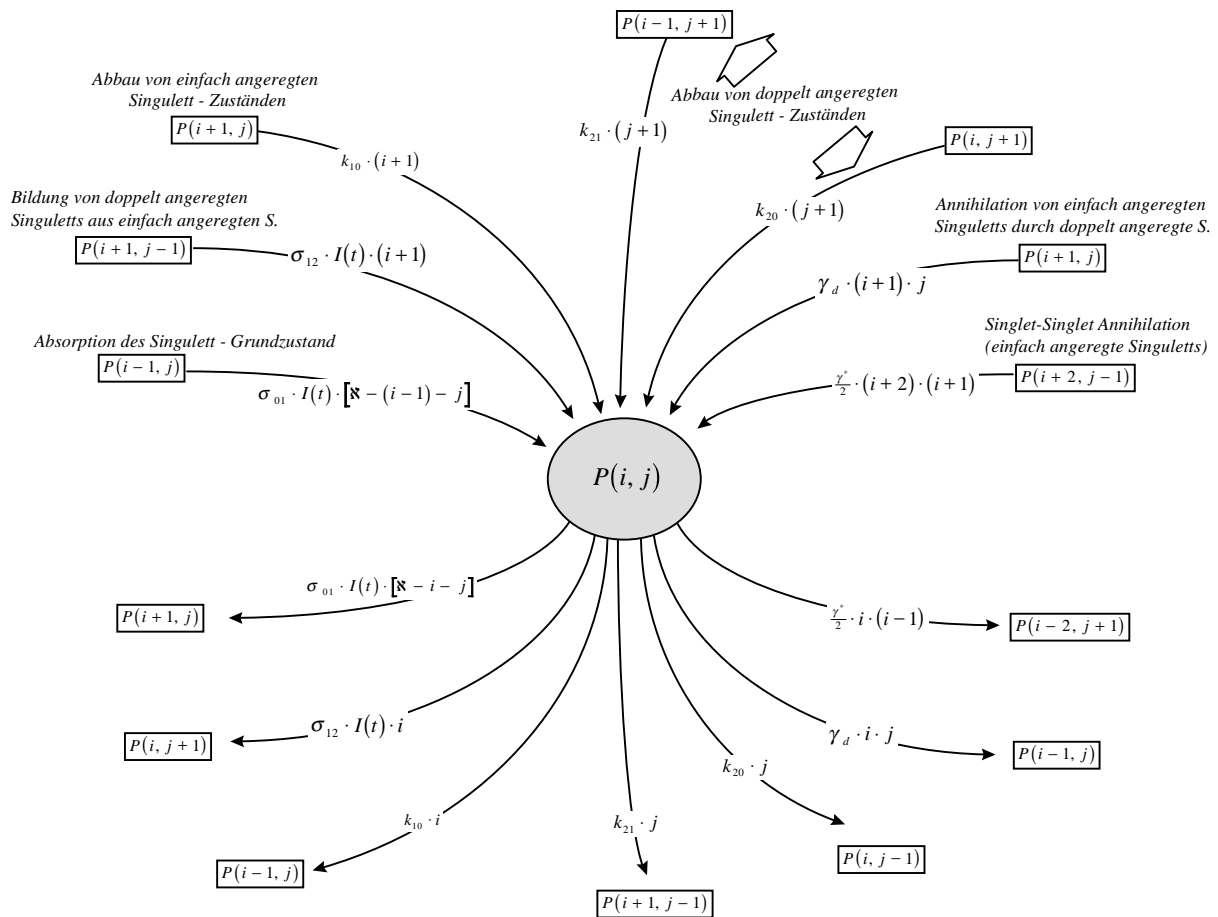 P(i−1, j+1)
Abbau von einfach angeregten
Singulett - Zuständen
P(i+1, j)
k₁₀ · (i+1)
k₂₁ · (j+1)
Abbau von doppelt angeregten
Singulett - Zuständen
P(i, j+1)
k₂₀ · (j+1)
Bildung von doppelt angeregten
Singuletts aus einfach angeregten S.
P(i+1, j−1)
σ₁₂ · I(t) · (i+1)
Annihilation von einfach angeregten
Singuletts durch doppelt angeregte S.
P(i+1, j)
γ_d · (i+1) · j
Absorption des Singulett - Grundzustand
P(i−1, j)
σ₀₁ · I(t) · [ℵ − (i−1) − j]
Singlet-Singlet Annihilation
(einfach angeregte Singuletts)
P(i+2, j−1)
γ*/2 · (i+2) · (i+1)
P(i, j)
σ₀₁ · I(t) · [ℵ − i − j]
P(i+1, j)
γ*/2 · i · (i−1)
P(i−2, j+1)
σ₁₂ · I(t) · i
P(i, j+1)
γ_d · i · j
P(i−1, j)
k₂₀ · j
P(i, j−1)
k₁₀ · i
P(i−1, j)
k₂₁ · j
P(i+1, j−1)